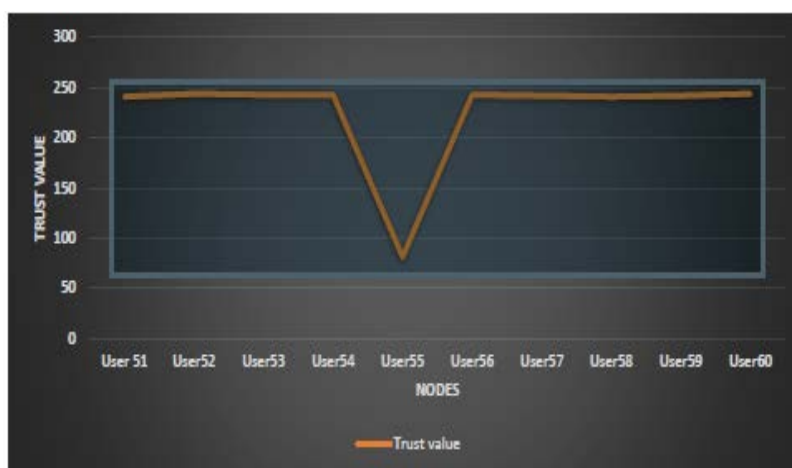 300
250
200
150
100
50
0
TRUST VALUE
User 51 User52 User53 User54 User55 User56 User57 User58 User59 User60
NODES
Trust value